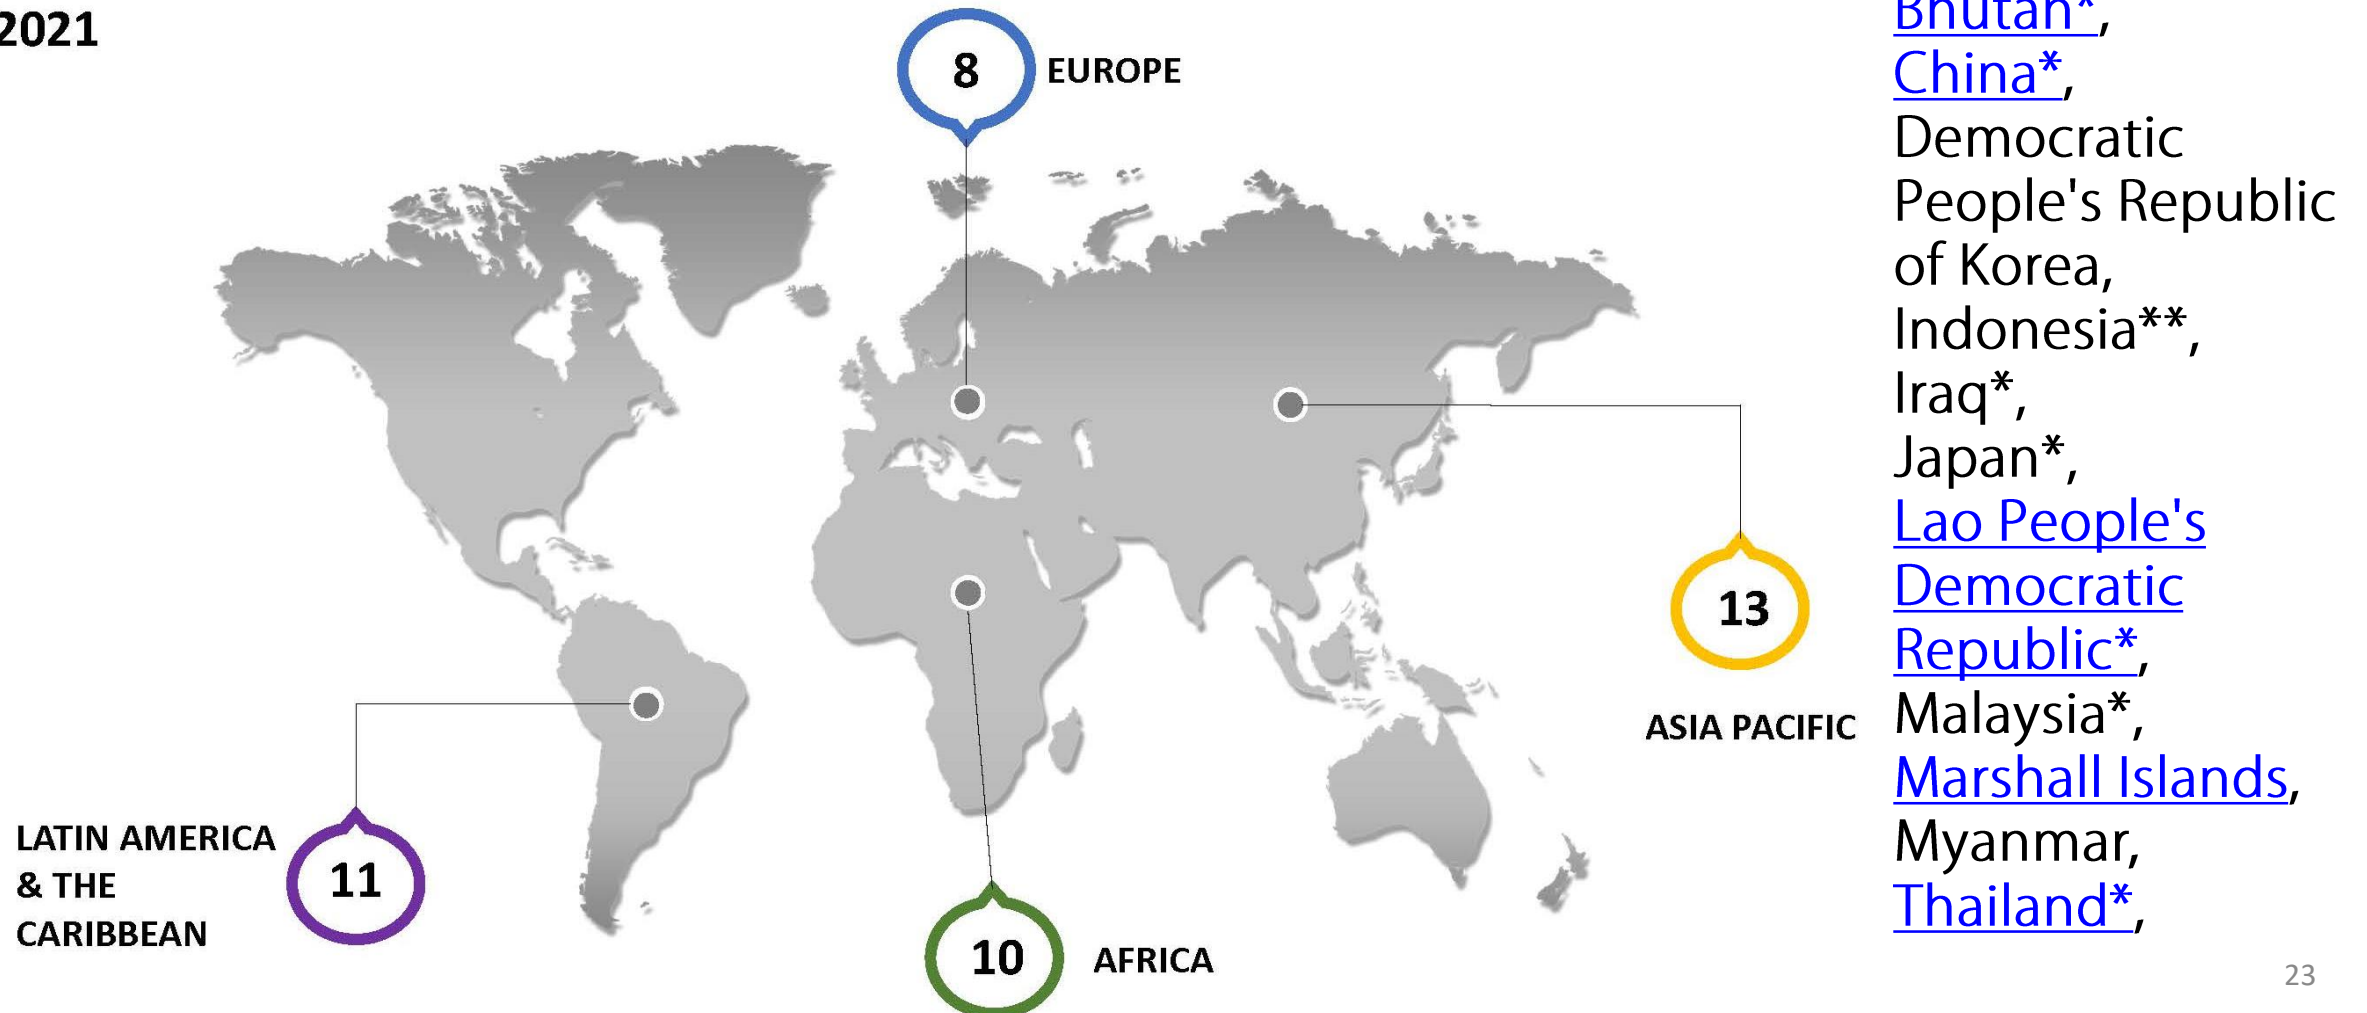 2021
8
EUROPE
13
ASIA PACIFIC
LATIN AMERICA
& THE
CARIBBEAN
11
10
AFRICA
Bhutan*,
China*,
Democratic
People's Republic
of Korea,
Indonesia**,
Iraq*,
Japan*,
Lao People's
Democratic
Republic*,
Malaysia*,
Marshall Islands,
Myanmar,
Thailand*,
23